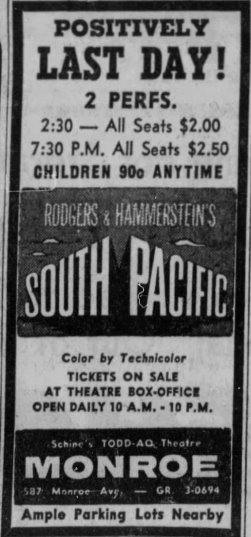 POSITIVELY
LAST DAY!
2 PERFS.
2:30 — All Seats $2.00
7:30 P.M. All Seats $2.50
CHILDREN 90c ANYTIME
RODGERS & HAMMERSTEIN'S
SOUTH PACIFIC
Color by Technicolor
TICKETS ON SALE
AT THEATRE BOX-OFFICE
OPEN DAILY 10 A.M. - 10 P.M.
Schine's TODD-AO Theatre
MONROE
587 Monroe Ave. — GR. 3-0694
Ample Parking Lots Nearby